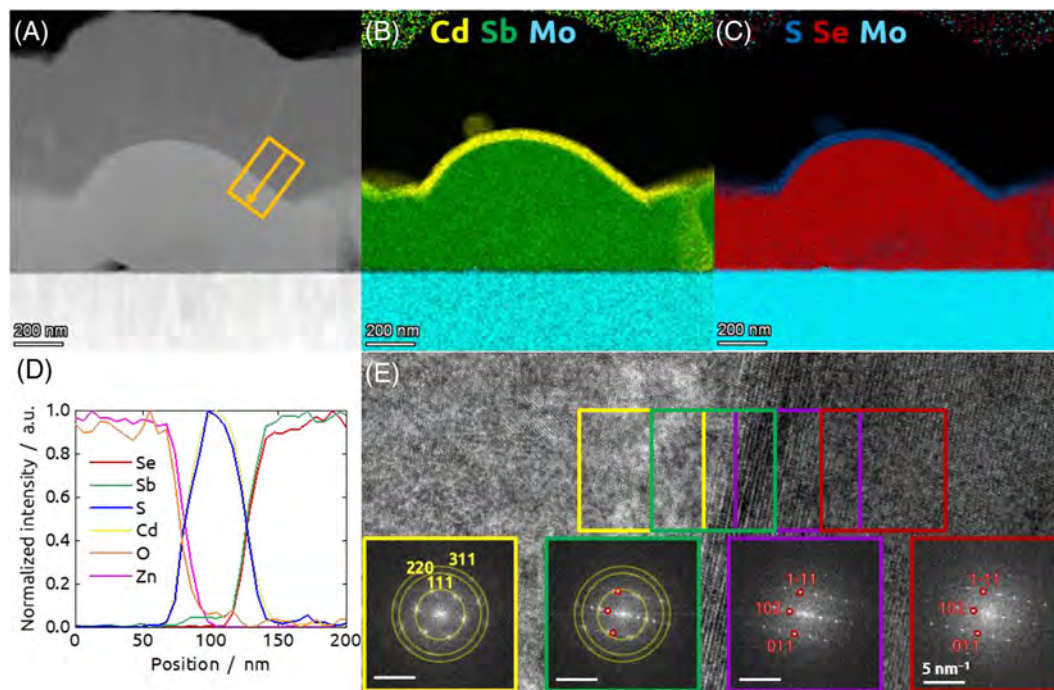 (A)
200 nm
(B)
Cd Sb Mo
200 nm
(C)
S Se Mo
200 nm
(D)
Normalized intensity / a.u.
1.0
0.8
0.6
0.4
0.2
0.0
Se
Sb
S
Cd
O
Zn
0 50 100 150 200
Position / nm
(E)
220 311
111
1-11
102
011
1-11
102
011
5 nm⁻¹